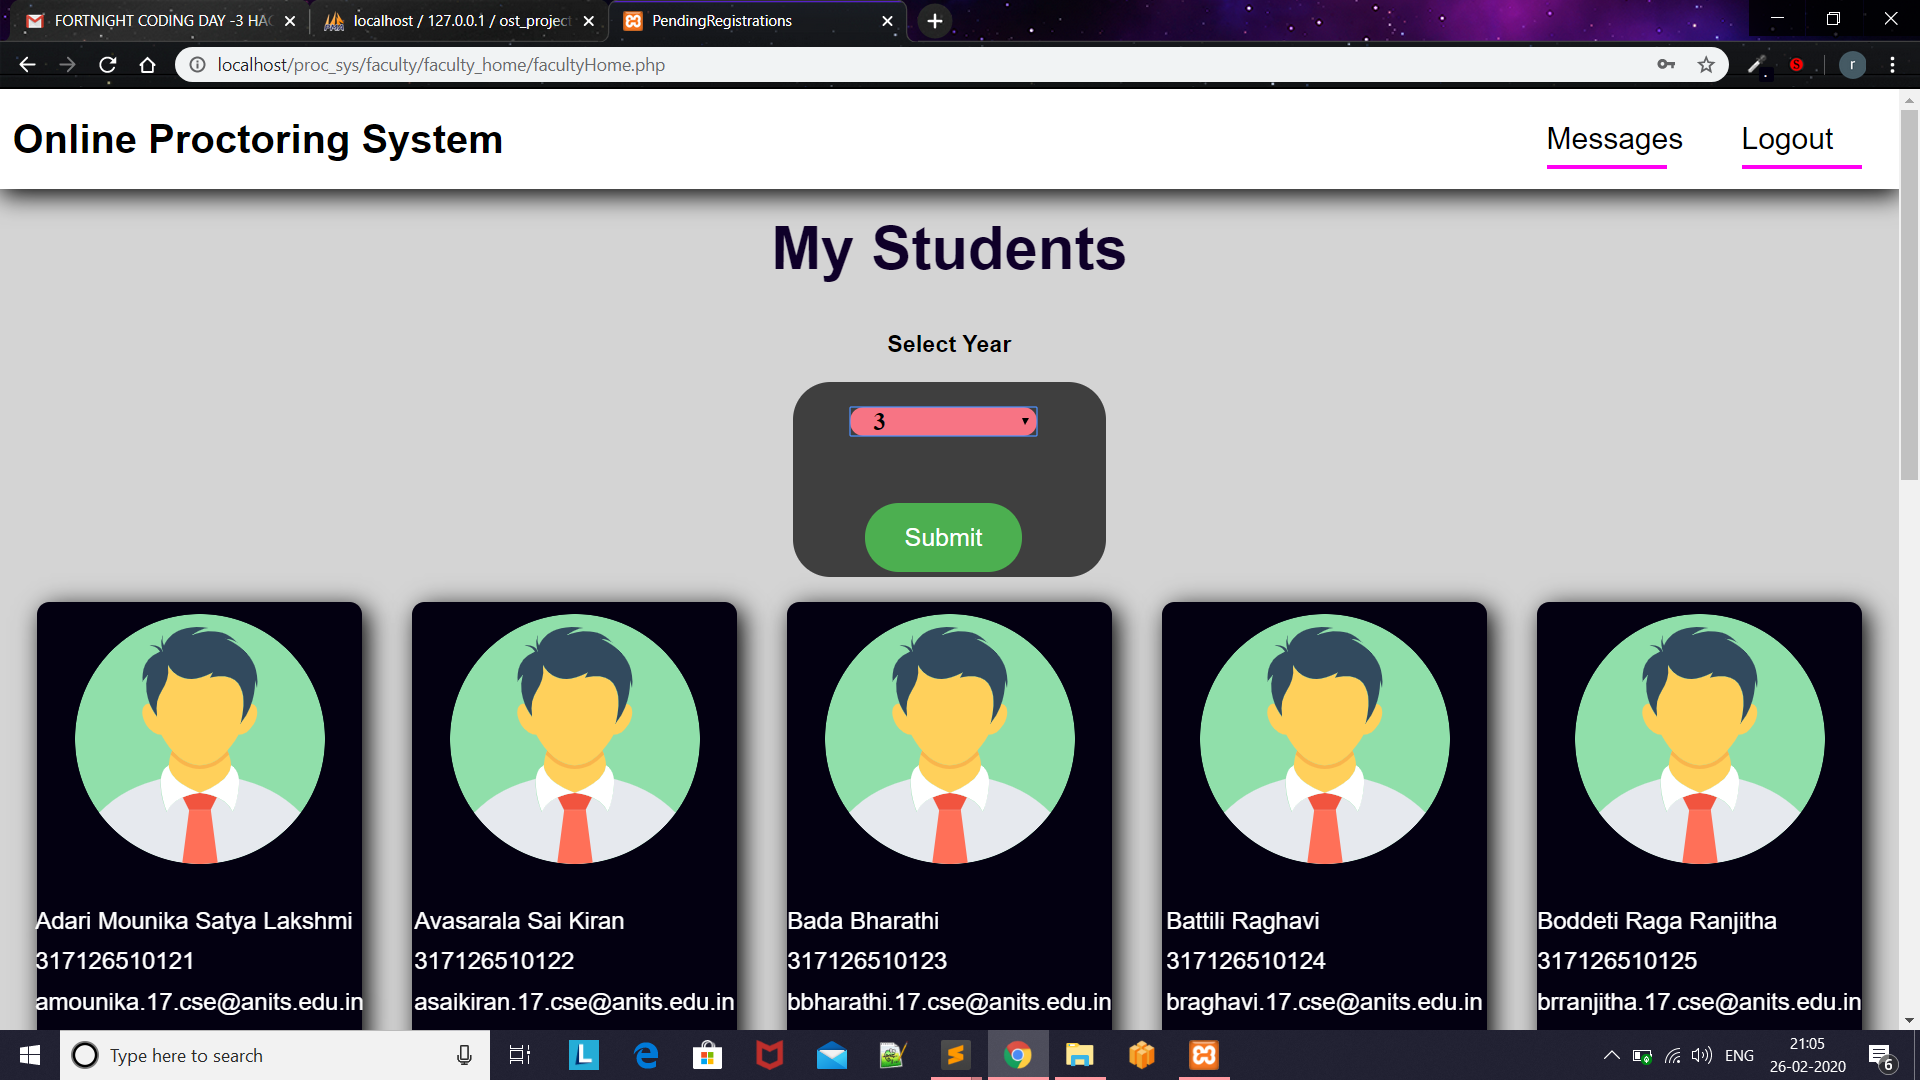 FORTNIGHT CODING DAY -3 HAC
localhost / 127.0.0.1 / ost_project
PendingRegistrations
localhost/proc_sys/faculty/faculty_home/facultyHome.php
r
Online Proctoring System
Messages
Logout
My Students
Select Year
3
Submit
Adari Mounika Satya Lakshmi
317126510121
amounika.17.cse@anits.edu.in
Avasarala Sai Kiran
317126510122
asaikiran.17.cse@anits.edu.in
Bada Bharathi
317126510123
bbharathi.17.cse@anits.edu.in
Battili Raghavi
317126510124
braghavi.17.cse@anits.edu.in
Boddeti Raga Ranjitha
317126510125
brranjitha.17.cse@anits.edu.in
Type here to search
L
ENG
21:05
26-02-2020
6